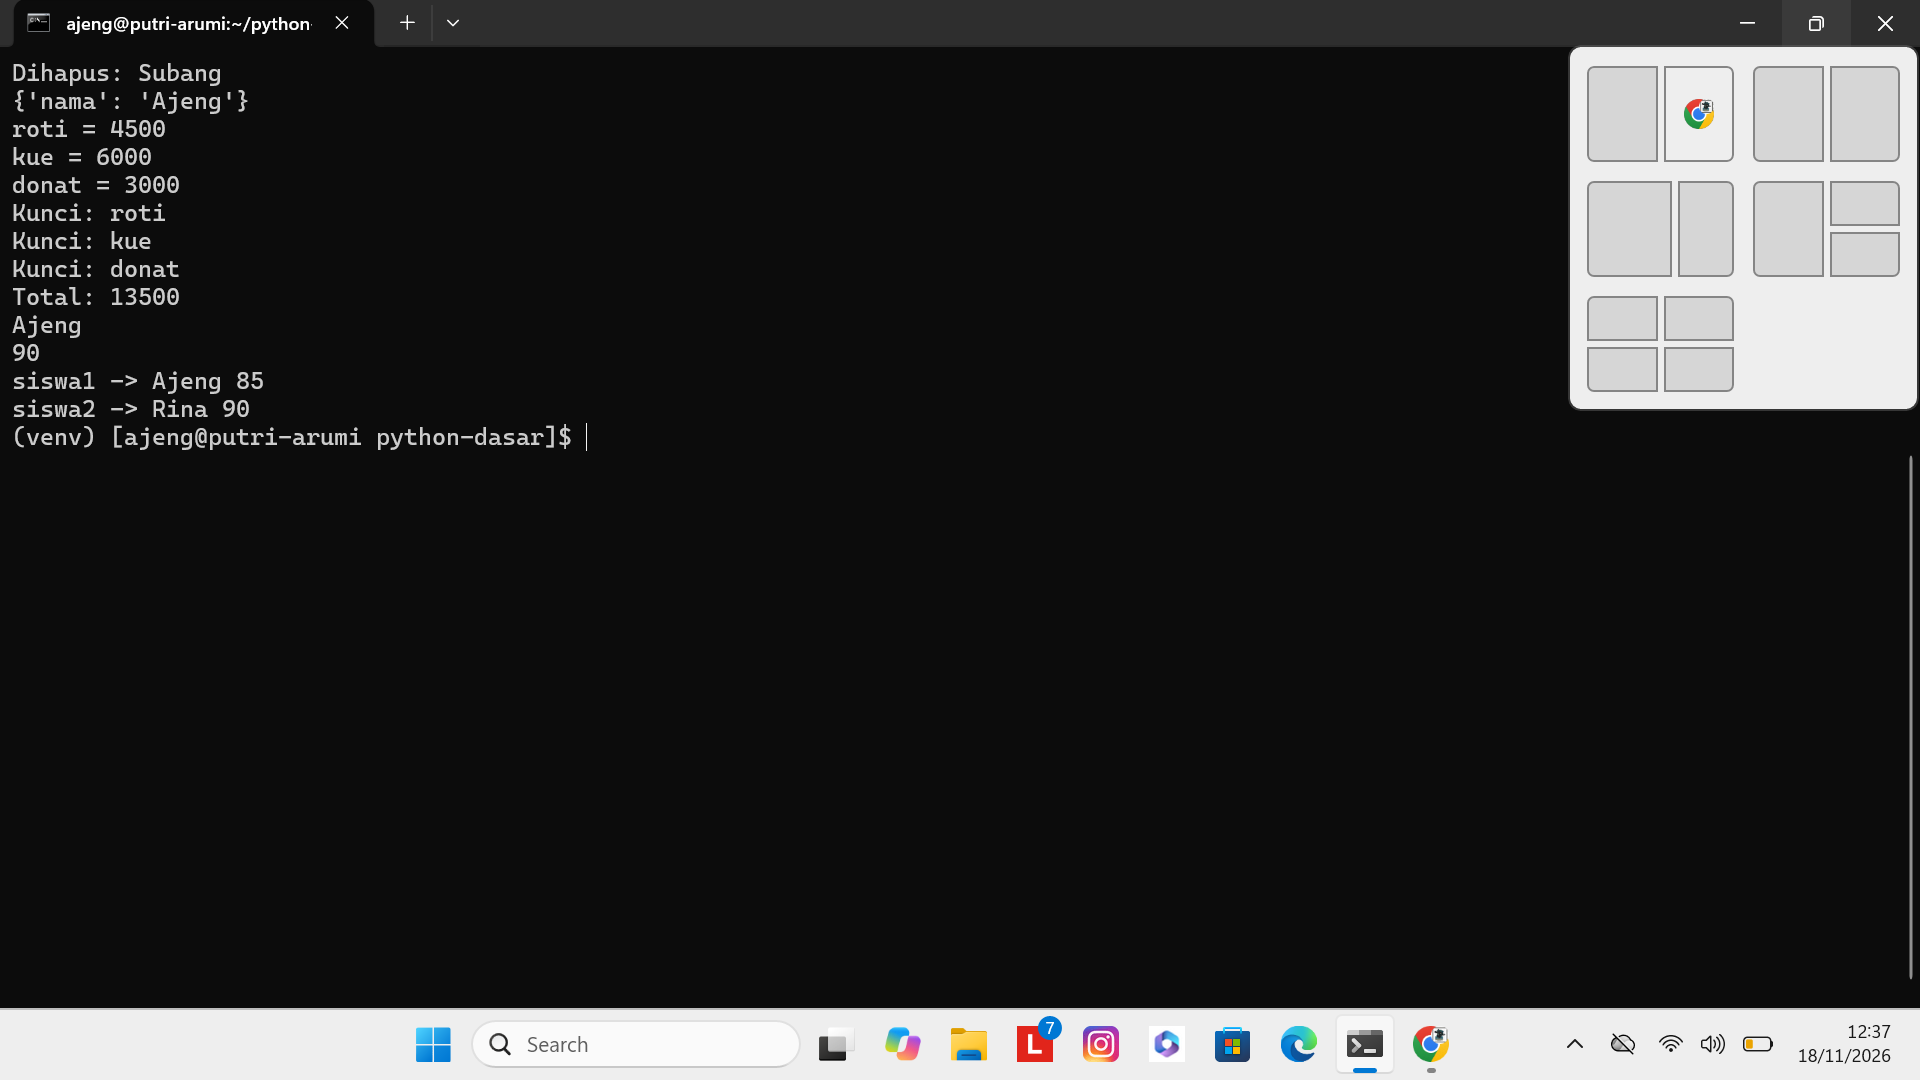 ajeng@putri-arumi:~/python
Dihapus: Subang
{'nama': 'Ajeng'}
roti = 4500
kue = 6000
donat = 3000
Kunci: roti
Kunci: kue
Kunci: donat
Total: 13500
Ajeng
90
siswa1 -> Ajeng 85
siswa2 -> Rina 90
(venv) [ajeng@putri-arumi python-dasar]$
Search
L
7
12:37
18/11/2026